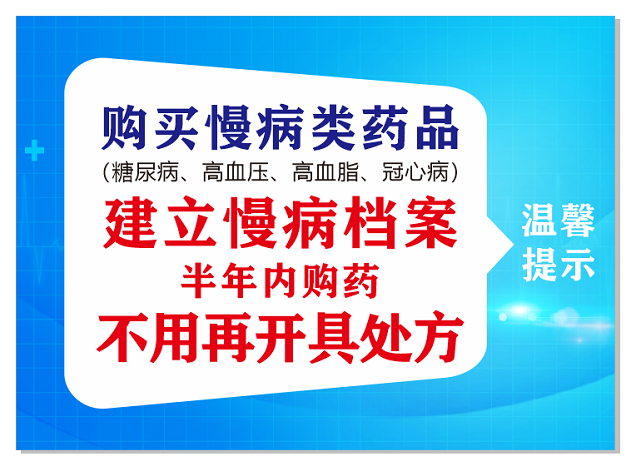 购买慢病类药品
（糖尿病、高血压、高血脂、冠心病）
建立慢病档案
半年内购药
不用再开具处方
温馨
提示